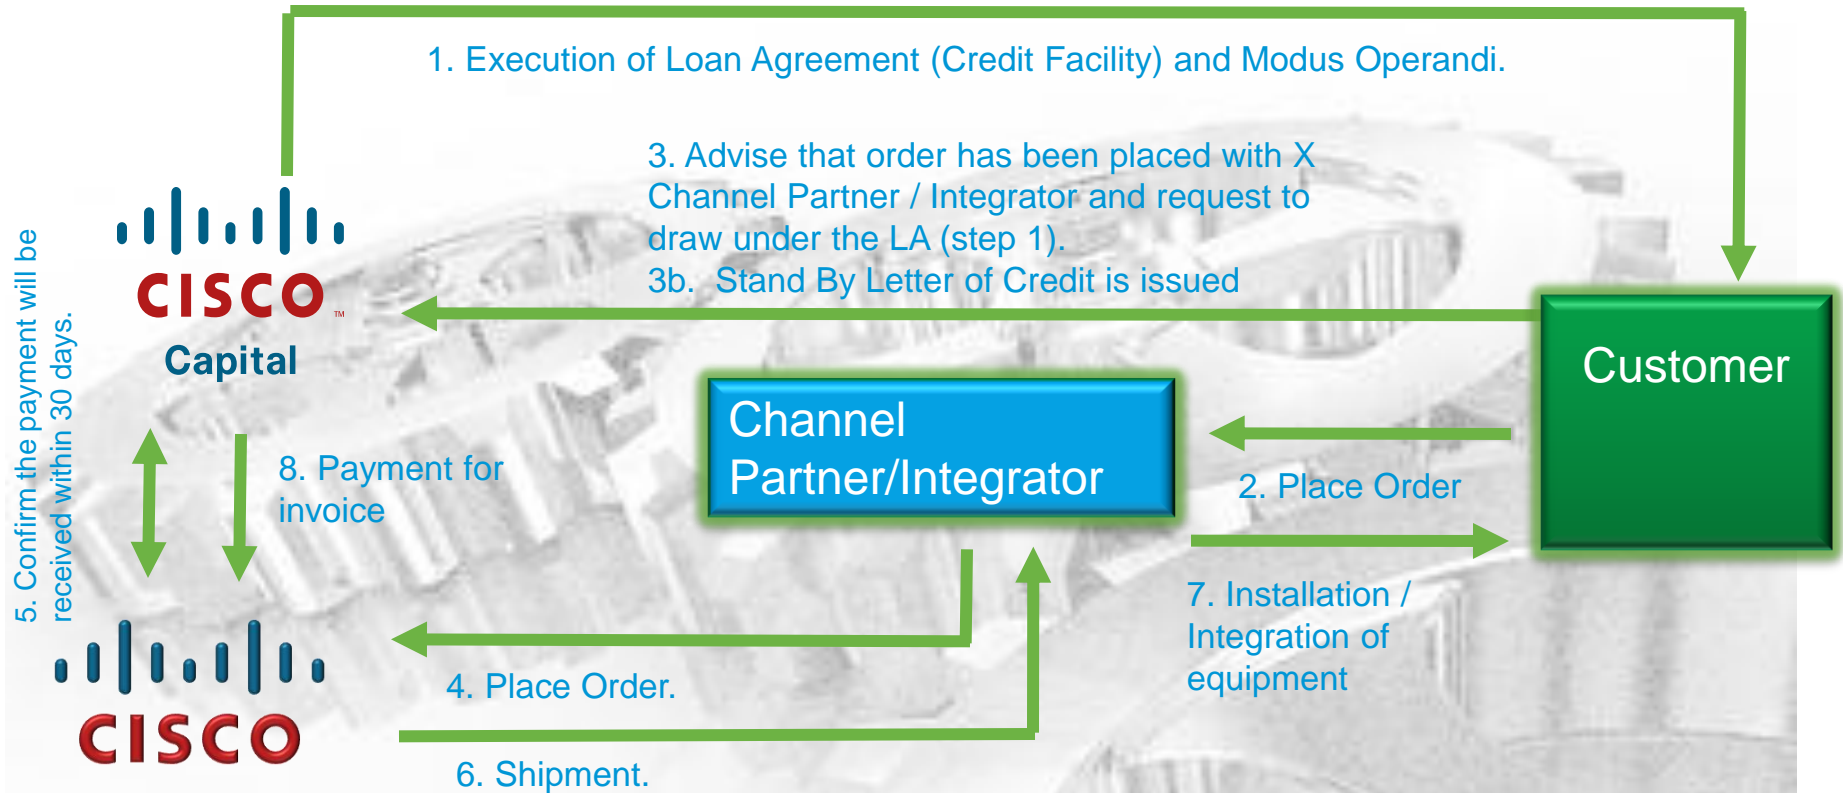 1. Execution of Loan Agreement (Credit Facility) and Modus Operandi.
3. Advise that order has been placed with X
Channel Partner / Integrator and request to
draw under the LA (step 1).
3b.  Stand By Letter of Credit is issued
CISCO
TM
Capital
5. Confirm the payment will be
received within 30 days.
8. Payment for
invoice
Channel
Partner/Integrator
Customer
2. Place Order
7. Installation /
Integration of
equipment
4. Place Order.
CISCO
6. Shipment.